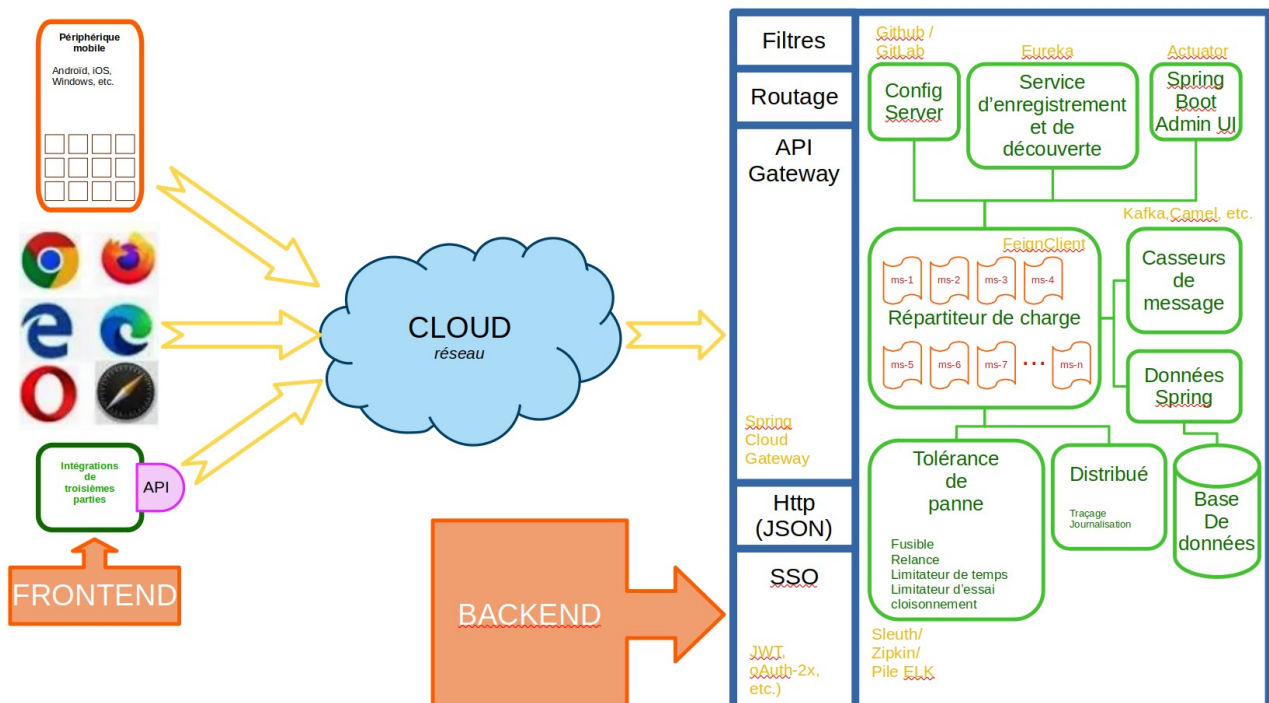 Périphérique
mobile
Androïd, iOS,
Windows, etc.
Intégrations
de
troisièmes
parties
API
FRONTEND
CLOUD
réseau
BACKEND
Filtres
Routage
API
Gateway
Spring
Cloud
Gateway
Http
(JSON)
SSO
JWT,
oAuth-2x,
etc.)
Github /
GitLab
Config
Server
Eureka
Service
d'enregistrement
et de
découverte
Actuator
Spring
Boot
Admin UI
FeignClient
ms-1 ms-2 ms-3 ms-4
Répartiteur de charge
ms-5 ms-6 ms-7 ... ms-n
Kafka,Camel, etc.
Casseurs
de
message
Données
Spring
Base
De
données
Tolérance
de
panne
Fusible
Relance
Limitateur de temps
Limitateur d'essai
cloisonnement
Distribué
Traçage
Journalisation
Sleuth/
Zipkin/
Pile ELK